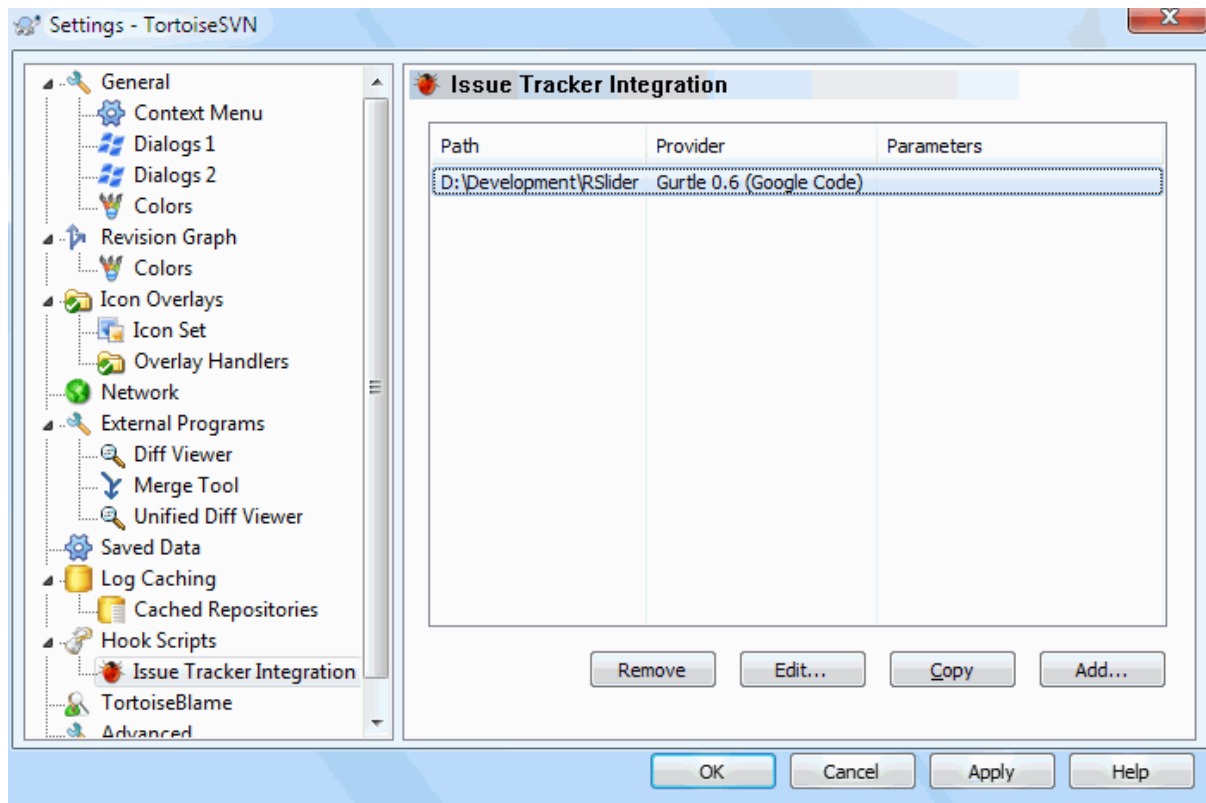 Settings - TortoiseSVN
General
Context Menu
Dialogs 1
Dialogs 2
Colors
Revision Graph
Colors
Icon Overlays
Icon Set
Overlay Handlers
Network
External Programs
Diff Viewer
Merge Tool
Unified Diff Viewer
Saved Data
Log Caching
Cached Repositories
Hook Scripts
Issue Tracker Integration
TortoiseBlame
Advanced
Issue Tracker Integration
Path Provider Parameters
D:\Development\RSlider Gurtle 0.6 (Google Code)
Remove Edit... Copy Add...
OK Cancel Apply Help